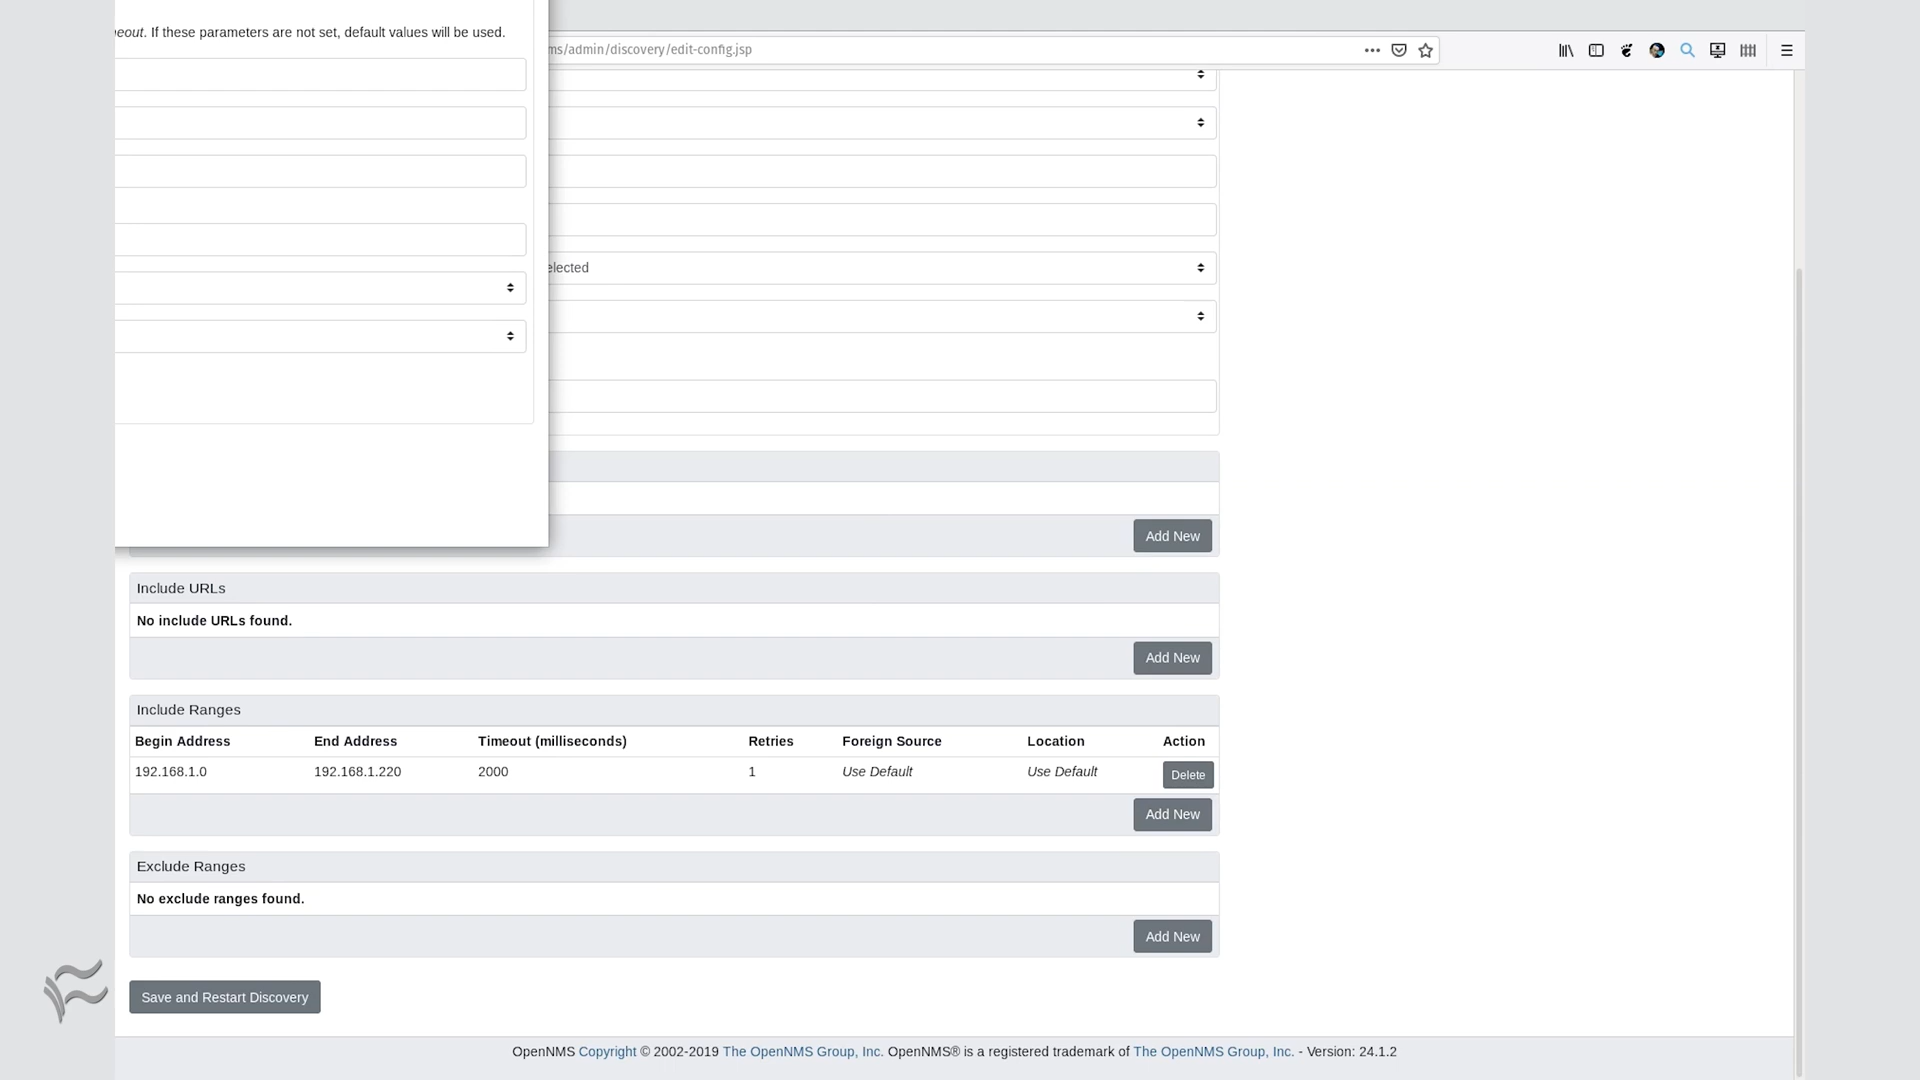 eout. If these parameters are not set, default values will be used.
ms/admin/discovery/edit-config.jsp
elected
Add New
Include URLs
No include URLs found.
Add New
Include Ranges
Begin Address End Address Timeout (milliseconds) Retries Foreign Source Location Action
192.168.1.0 192.168.1.220 2000 1 Use Default Use Default Delete
Add New
Exclude Ranges
No exclude ranges found.
Add New
Save and Restart Discovery
OpenNMS Copyright © 2002-2019 The OpenNMS Group, Inc. OpenNMS® is a registered trademark of The OpenNMS Group, Inc. - Version: 24.1.2